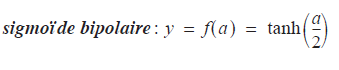 sigmoïde bipolaire : y = f(a) = tanh(a/2)